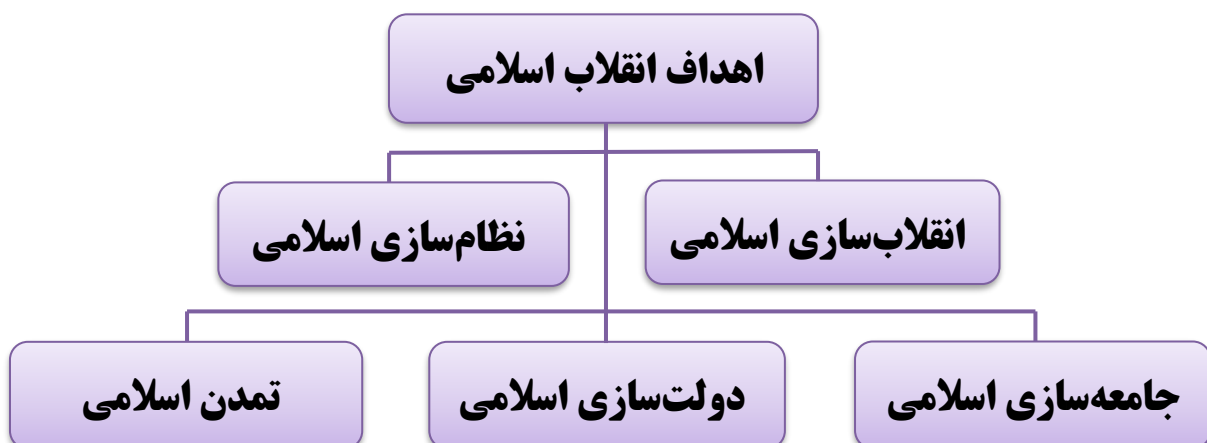 اهداف انقلاب اسلامی
انقلاب‌سازی اسلامی
نظام‌سازی اسلامی
جامعه‌سازی اسلامی
دولت‌سازی اسلامی
تمدن اسلامی